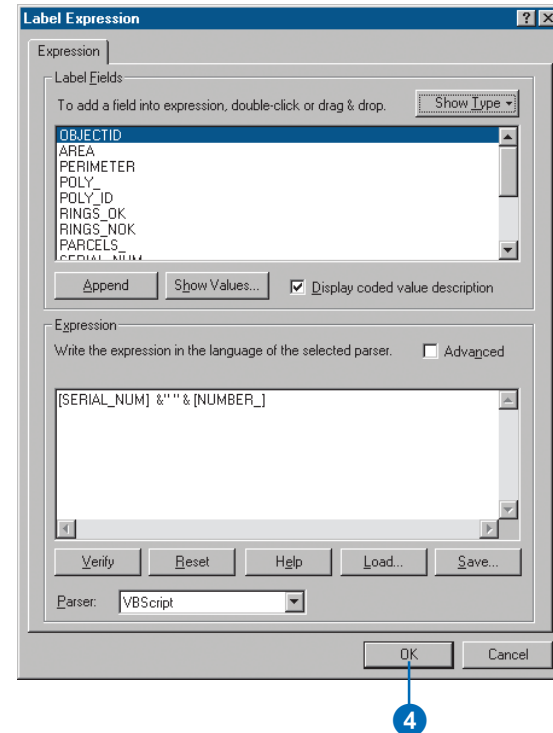 Label Expression
Expression
Label Fields
To add a field into expression, double-click or drag & drop.
Show Type
OBJECTID
AREA
PERIMETER
POLY_
POLY_ID
RINGS_OK
RINGS_NOK
PARCELS_
SERIAL_NUM
Append
Show Values...
Display coded value description
Expression
Write the expression in the language of the selected parser.
Advanced
[SERIAL_NUM] &" " & [NUMBER_]
Verify
Reset
Help
Load...
Save...
Parser:
VBScript
OK
Cancel
4